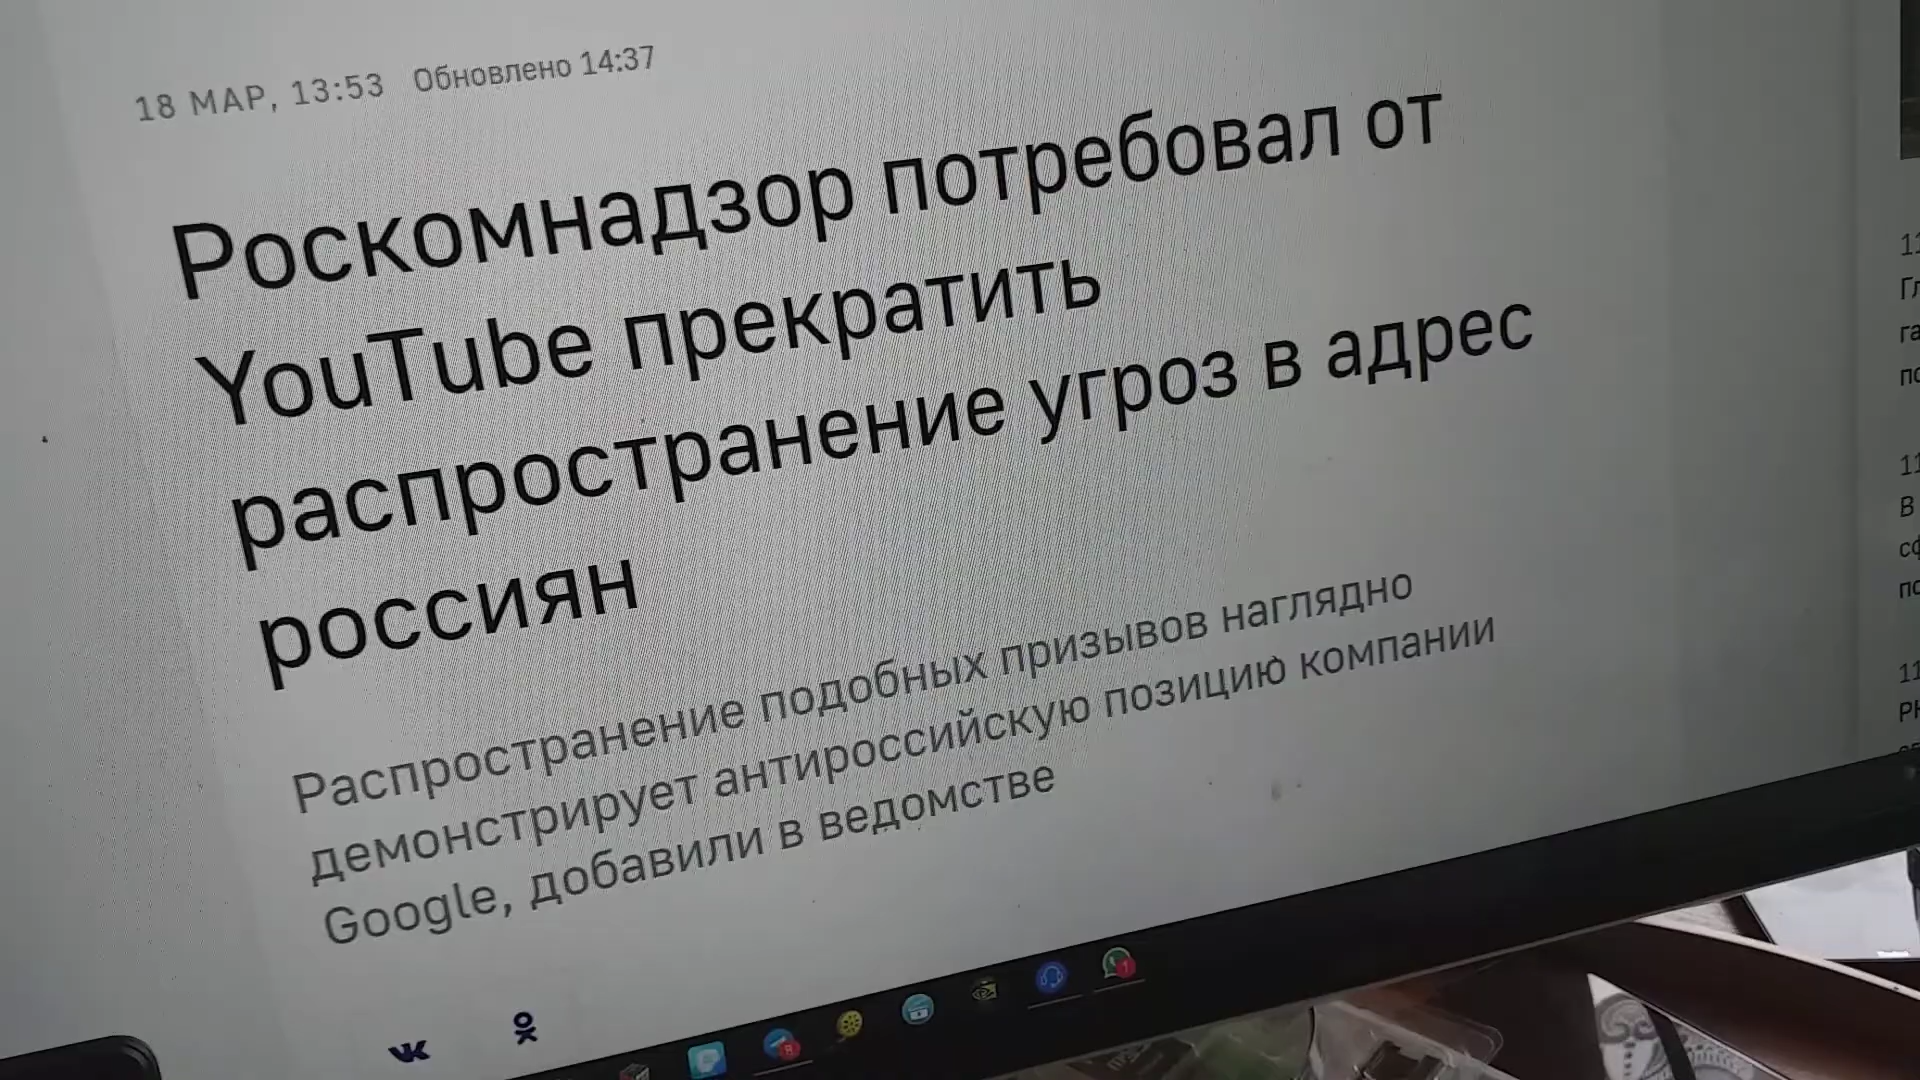 18 МАР, 13:53 Обновлено 14:37
Роскомнадзор потребовал от
YouTube прекратить
распространение угроз в адрес
россиян
Распространение подобных призывов наглядно
демонстрирует антироссийскую позицию компании
Google, добавили в ведомстве